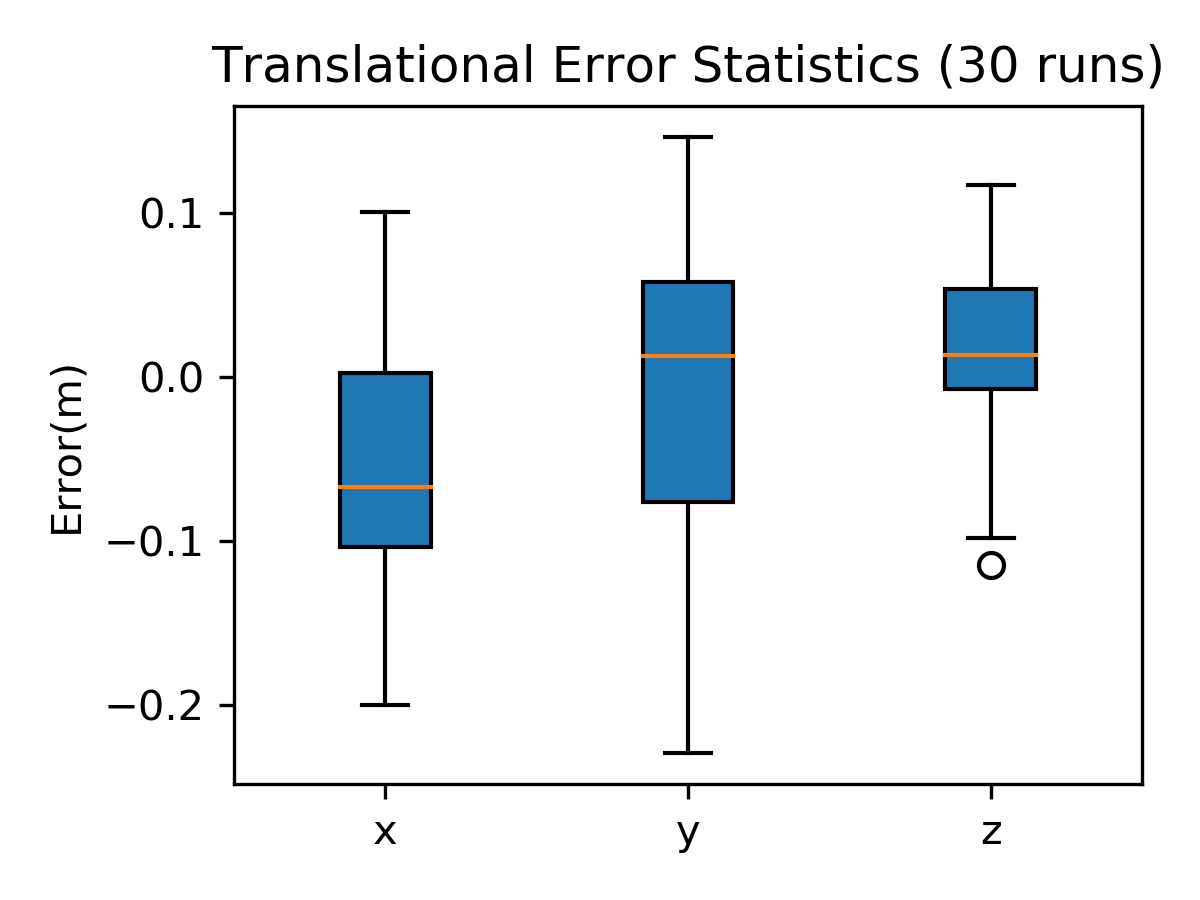 Translational Error Statistics (30 runs)
Error(m)
0.1
0.0
−0.1
−0.2
x y z